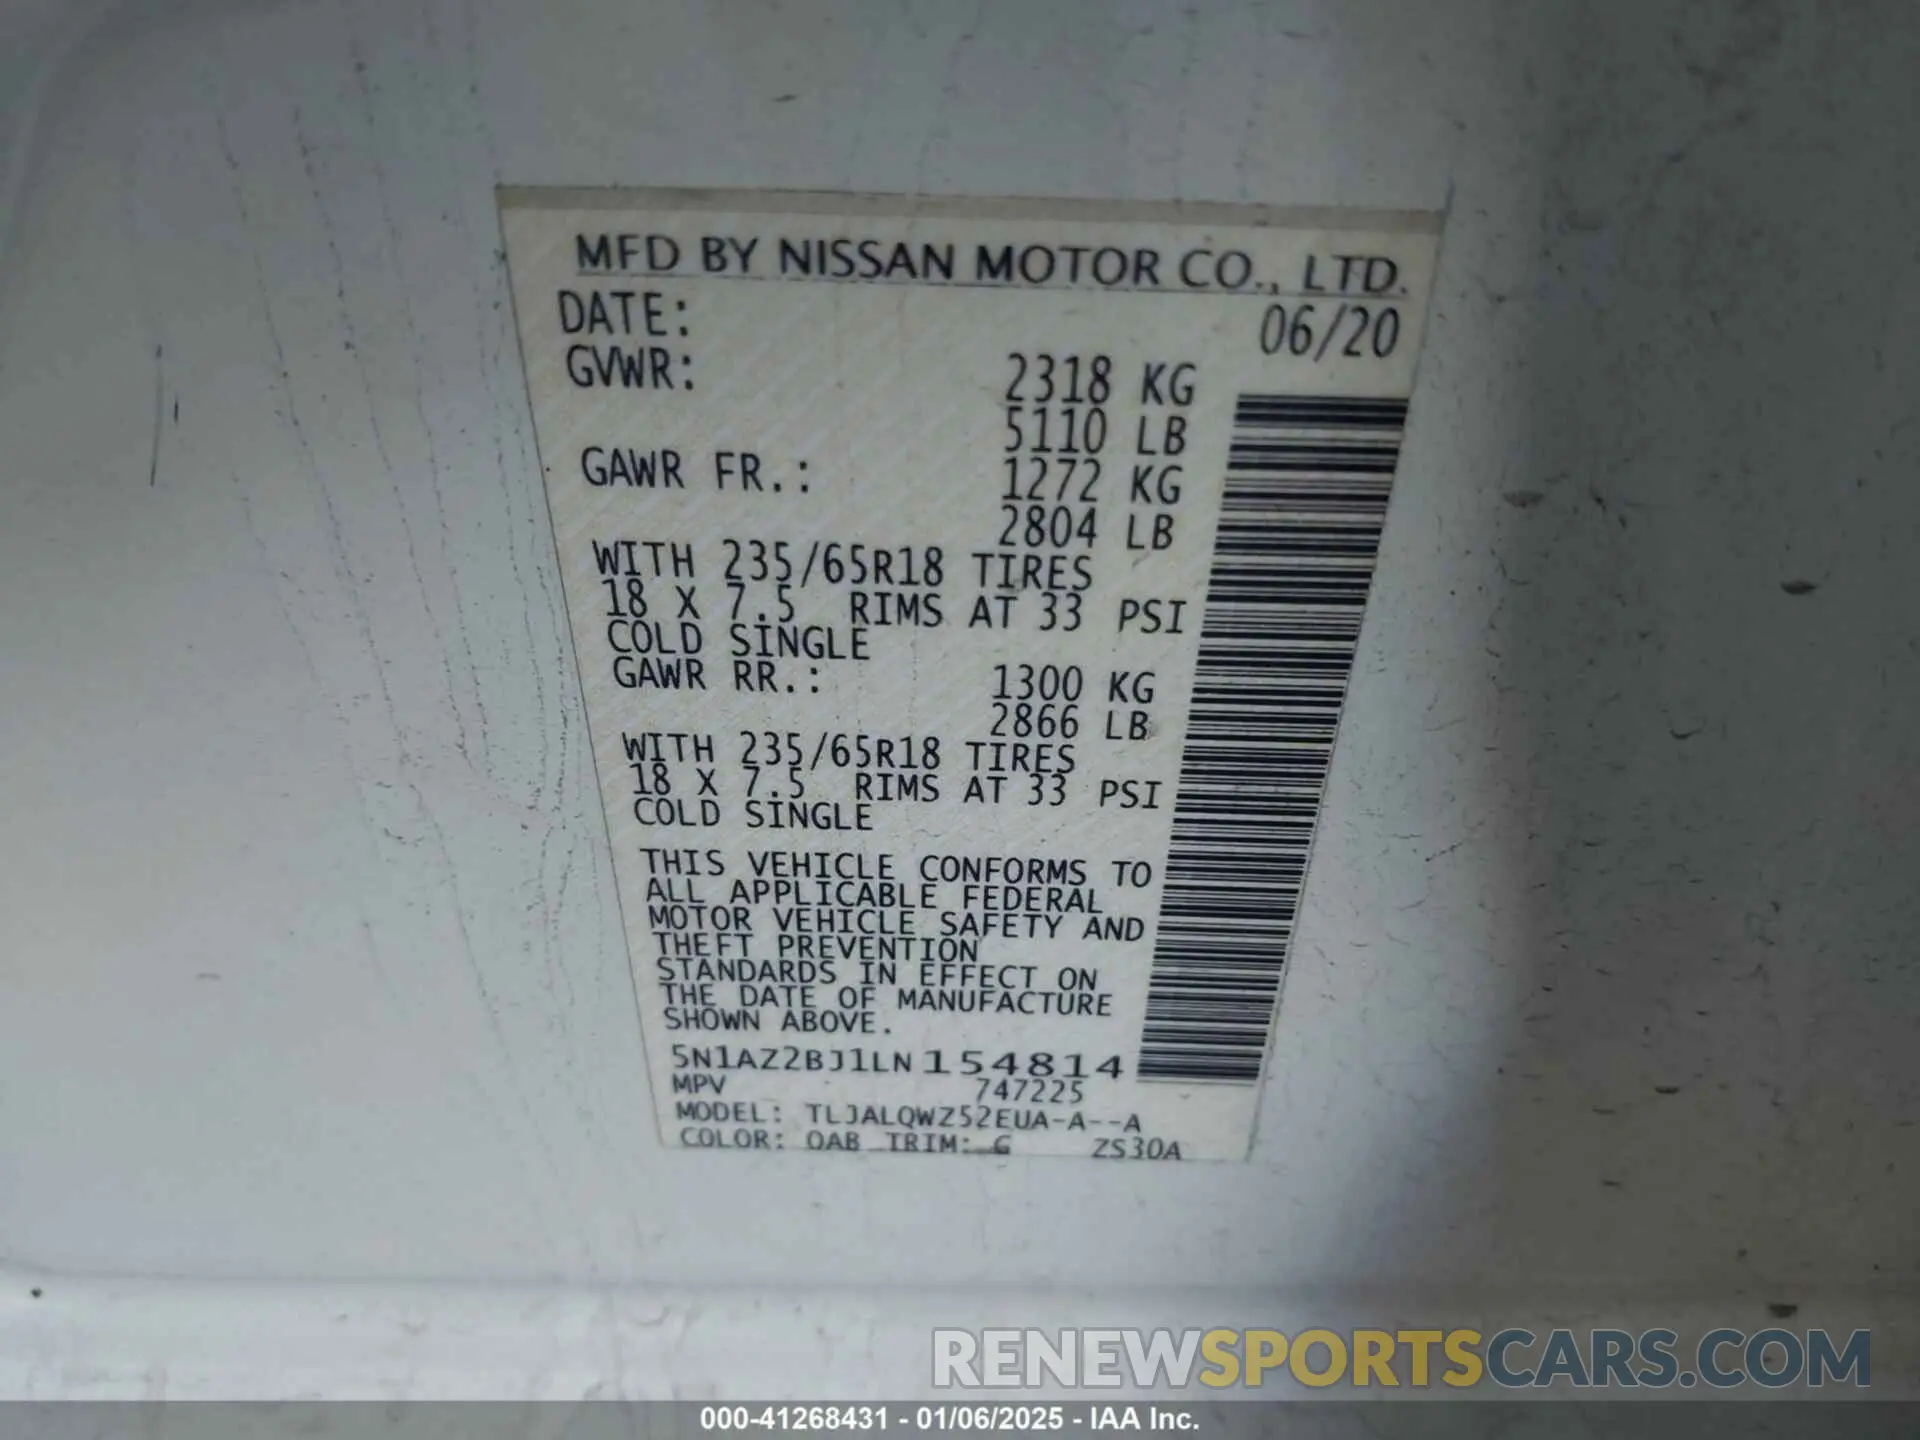 MFD BY NISSAN MOTOR CO., LTD.
DATE: 06/20
GVWR: 2318 KG
5110 LB
GAWR FR.: 1272 KG
2804 LB
WITH 235/65R18 TIRES
18 X 7.5 RIMS AT 33 PSI
COLD SINGLE
GAWR RR.: 1300 KG
2866 LB
WITH 235/65R18 TIRES
18 X 7.5 RIMS AT 33 PSI
COLD SINGLE
THIS VEHICLE CONFORMS TO
ALL APPLICABLE FEDERAL
MOTOR VEHICLE SAFETY AND
THEFT PREVENTION
STANDARDS IN EFFECT ON
THE DATE OF MANUFACTURE
SHOWN ABOVE.
5N1AZ2BJ1LN154814
MPV 747225
MODEL: TLJALQWZ52EUA-A--A
COLOR: QAB TRIM: G ZS30A
RENEWSPORTSCARS.COM
000-41268431 - 01/06/2025 - IAA Inc.